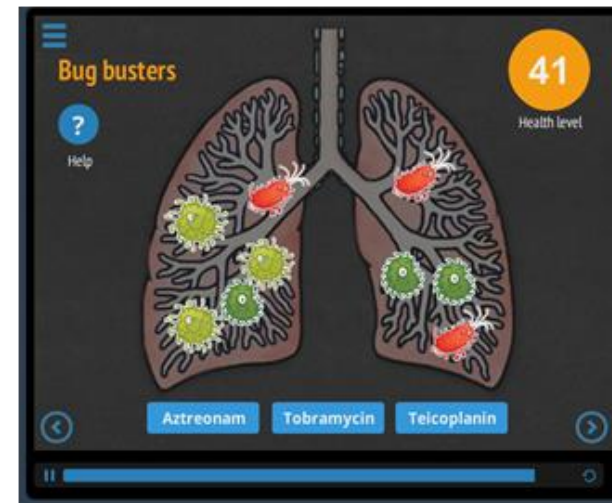 Bug busters
41
Health level
?
Help
Aztreonam Tobramycin Teicoplanin